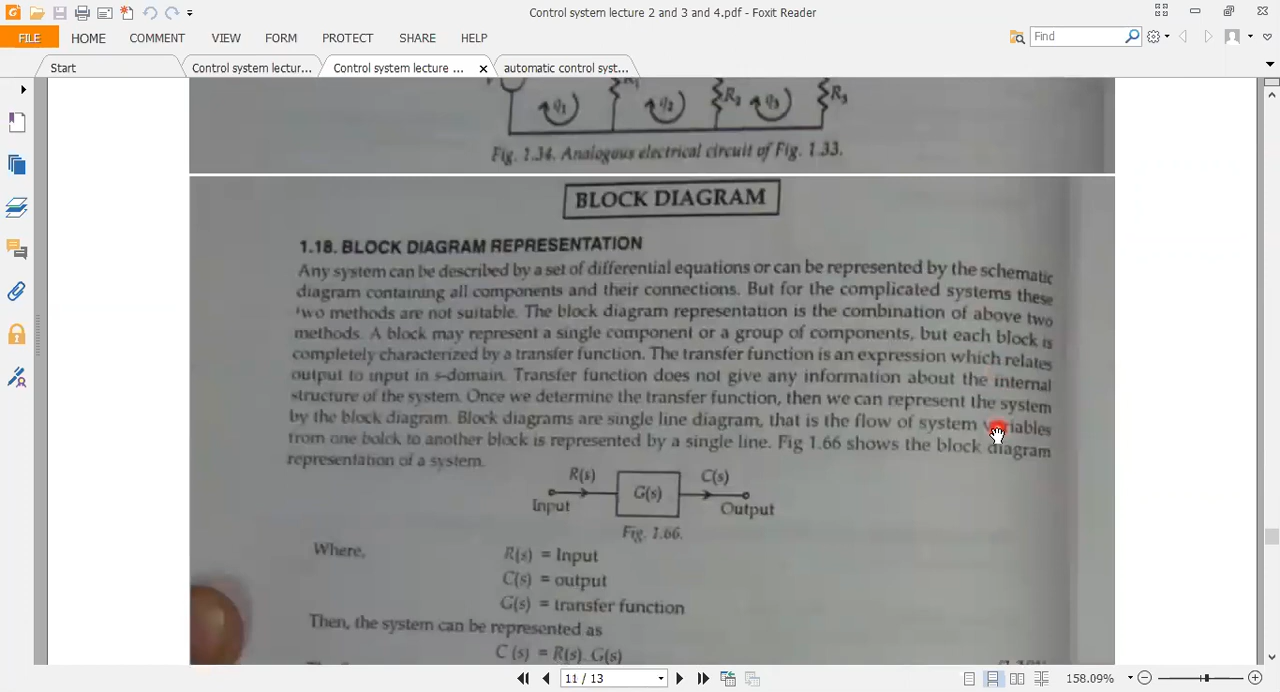 Control system lecture 2 and 3 and 4.pdf - Foxit Reader
FILE HOME COMMENT VIEW FORM PROTECT SHARE HELP Find
Start Control system lectur... Control system lecture ... automatic control syst...
R₂ R₃
Fig. 1.34. Analogous electrical circuit of Fig. 1.33.
BLOCK DIAGRAM
1.18. BLOCK DIAGRAM REPRESENTATION
Any system can be described by a set of differential equations or can be represented by the schematic
diagram containing all components and their connections. But for the complicated systems these
two methods are not suitable. The block diagram representation is the combination of above two
methods. A block may represent a single component or a group of components, but each block is
completely characterized by a transfer function. The transfer function is an expression which relates
output to input in s-domain. Transfer function does not give any information about the internal
structure of the system. Once we determine the transfer function, then we can represent the system
by the block diagram. Block diagrams are single line diagram, that is the flow of system variables
from one bolck to another block is represented by a single line. Fig 1.66 shows the block diagram
representation of a system.
R(s) C(s)
G(s)
Input Output
Fig. 1.66.
Where, R(s) = Input
C(s) = output
G(s) = transfer function
Then, the system can be represented as
C (s) = R(s). G(s)
11 / 13 158.09%